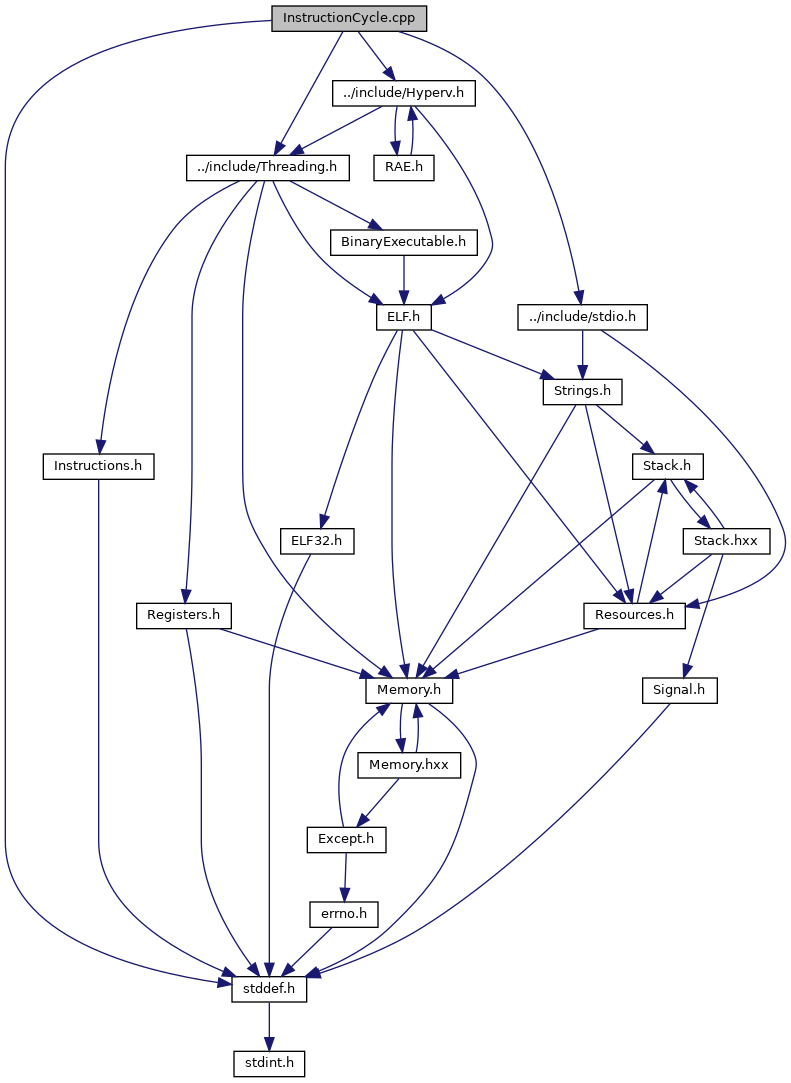 InstructionCycle.cpp
../include/Hyperv.h
../include/Threading.h
RAE.h
BinaryExecutable.h
ELF.h
../include/stdio.h
Strings.h
Instructions.h
Stack.h
ELF32.h
Stack.hxx
Registers.h
Resources.h
Memory.h
Signal.h
Memory.hxx
Except.h
errno.h
stddef.h
stdint.h